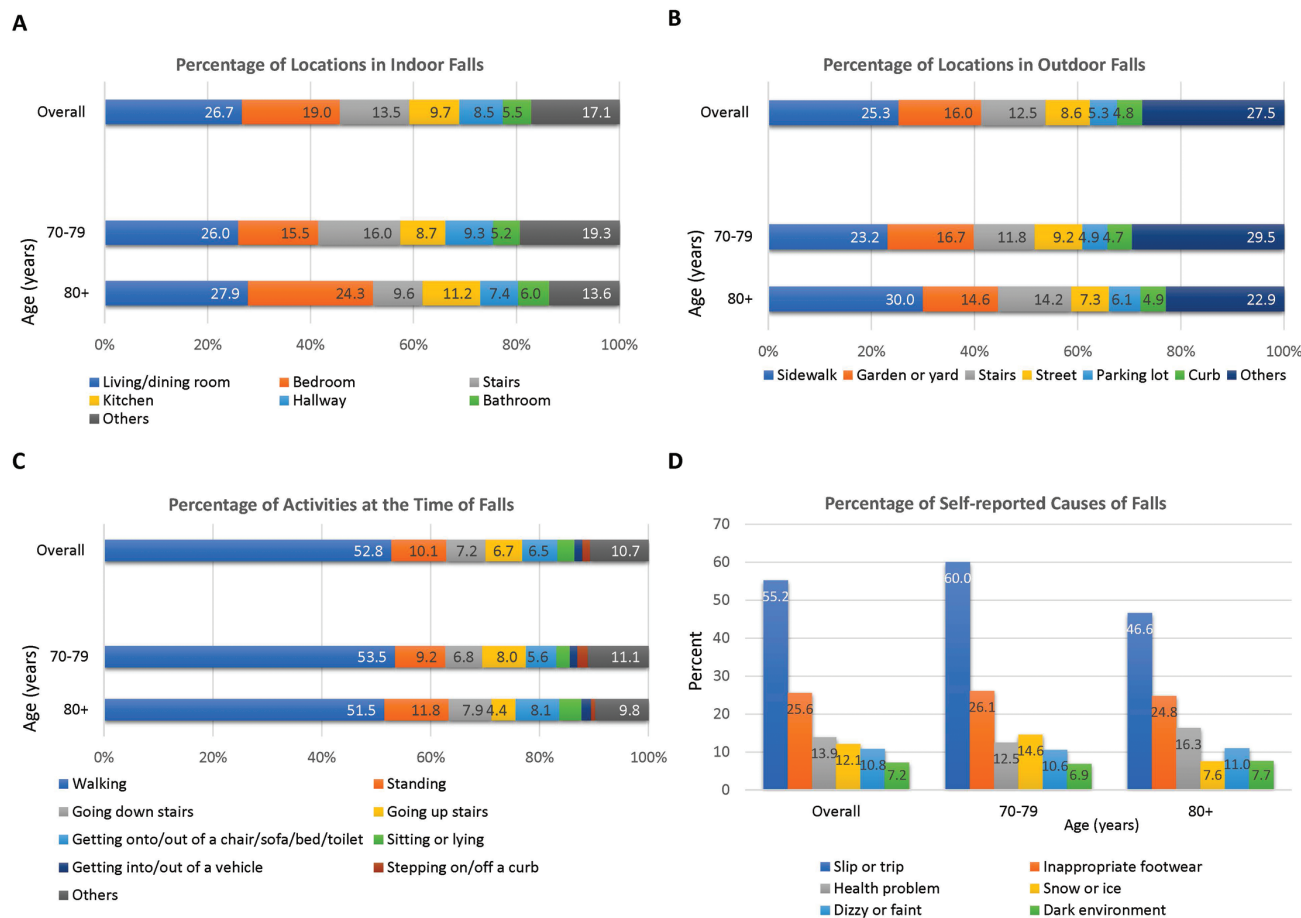 A
Percentage of Locations in Indoor Falls
Overall
26.7 19.0 13.5 9.7 8.5 5.5 17.1
70-79
26.0 15.5 16.0 8.7 9.3 5.2 19.3
80+
27.9 24.3 9.6 11.2 7.4 6.0 13.6
Age (years)
0% 20% 40% 60% 80% 100%
Living/dining room Bedroom Stairs
Kitchen Hallway Bathroom
Others
B
Percentage of Locations in Outdoor Falls
Overall
25.3 16.0 12.5 8.6 5.3 4.8 27.5
70-79
23.2 16.7 11.8 9.2 4.9 4.7 29.5
80+
30.0 14.6 14.2 7.3 6.1 4.9 22.9
Age (years)
0% 20% 40% 60% 80% 100%
Sidewalk Garden or yard Stairs Street Parking lot Curb Others
C
Percentage of Activities at the Time of Falls
Overall
52.8 10.1 7.2 6.7 6.5 10.7
70-79
53.5 9.2 6.8 8.0 5.6 11.1
80+
51.5 11.8 7.9 4.4 8.1 9.8
Age (years)
0% 20% 40% 60% 80% 100%
Walking Standing
Going down stairs Going up stairs
Getting onto/out of a chair/sofa/bed/toilet Sitting or lying
Getting into/out of a vehicle Stepping on/off a curb
Others
D
Percentage of Self-reported Causes of Falls
70
60
50
40
30
20
10
0
Percent
55.2 25.6 13.9 12.1 10.8 7.2
60.0 26.1 12.5 14.6 10.6 6.9
46.6 24.8 16.3 7.6 11.0 7.7
Overall 70-79 80+
Age (years)
Slip or trip Inappropriate footwear
Health problem Snow or ice
Dizzy or faint Dark environment